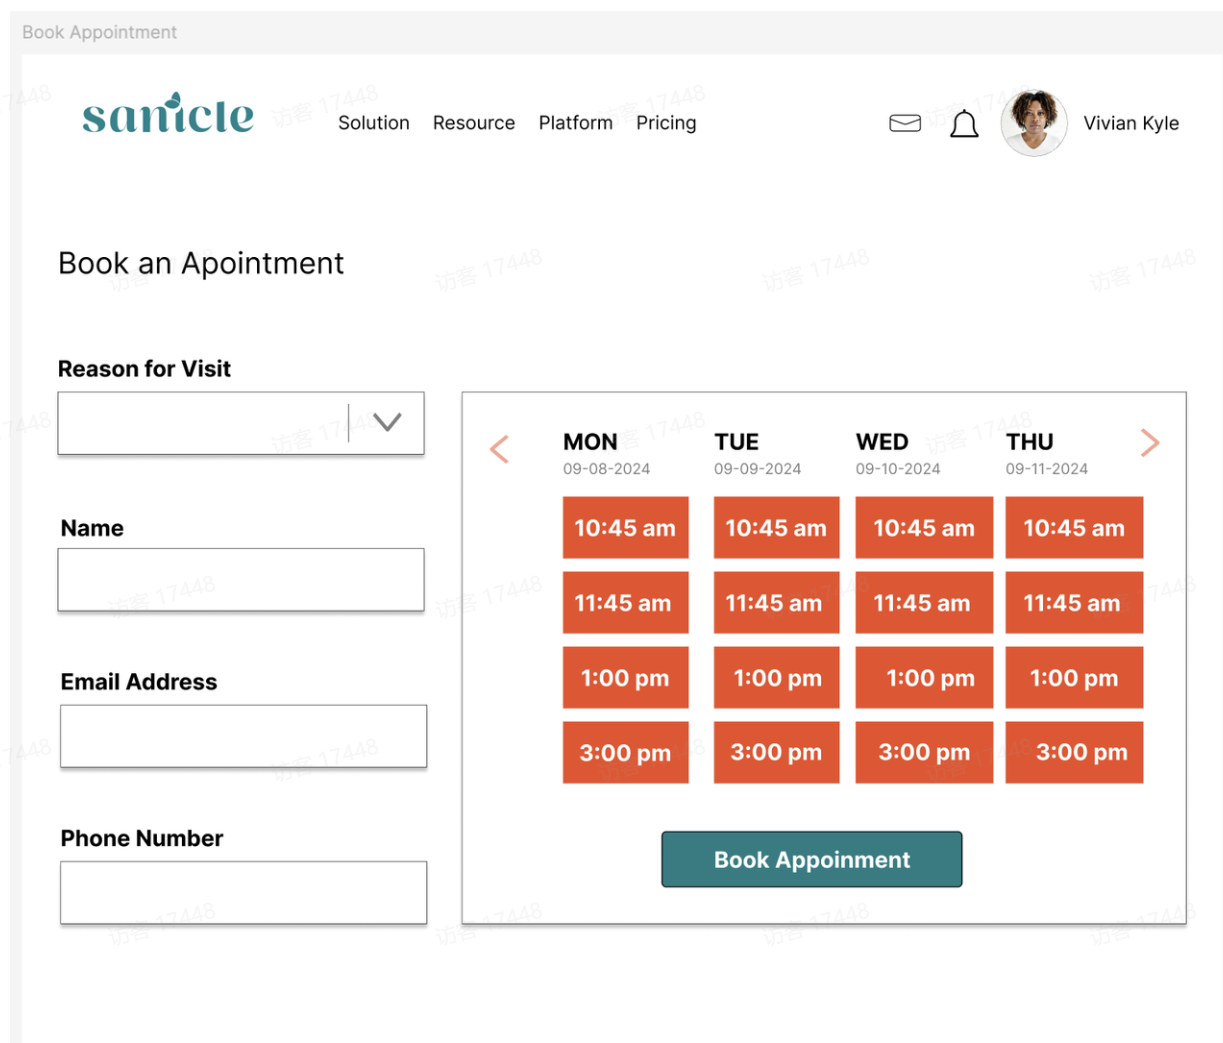 Book Appointment
sanicle
Solution Resource Platform Pricing
Vivian Kyle
Book an Apointment
Reason for Visit
Name
Email Address
Phone Number
MON TUE WED THU
09-08-2024 09-09-2024 09-10-2024 09-11-2024
10:45 am 10:45 am 10:45 am 10:45 am
11:45 am 11:45 am 11:45 am 11:45 am
1:00 pm 1:00 pm 1:00 pm 1:00 pm
3:00 pm 3:00 pm 3:00 pm 3:00 pm
Book Appoinment
访客 17448